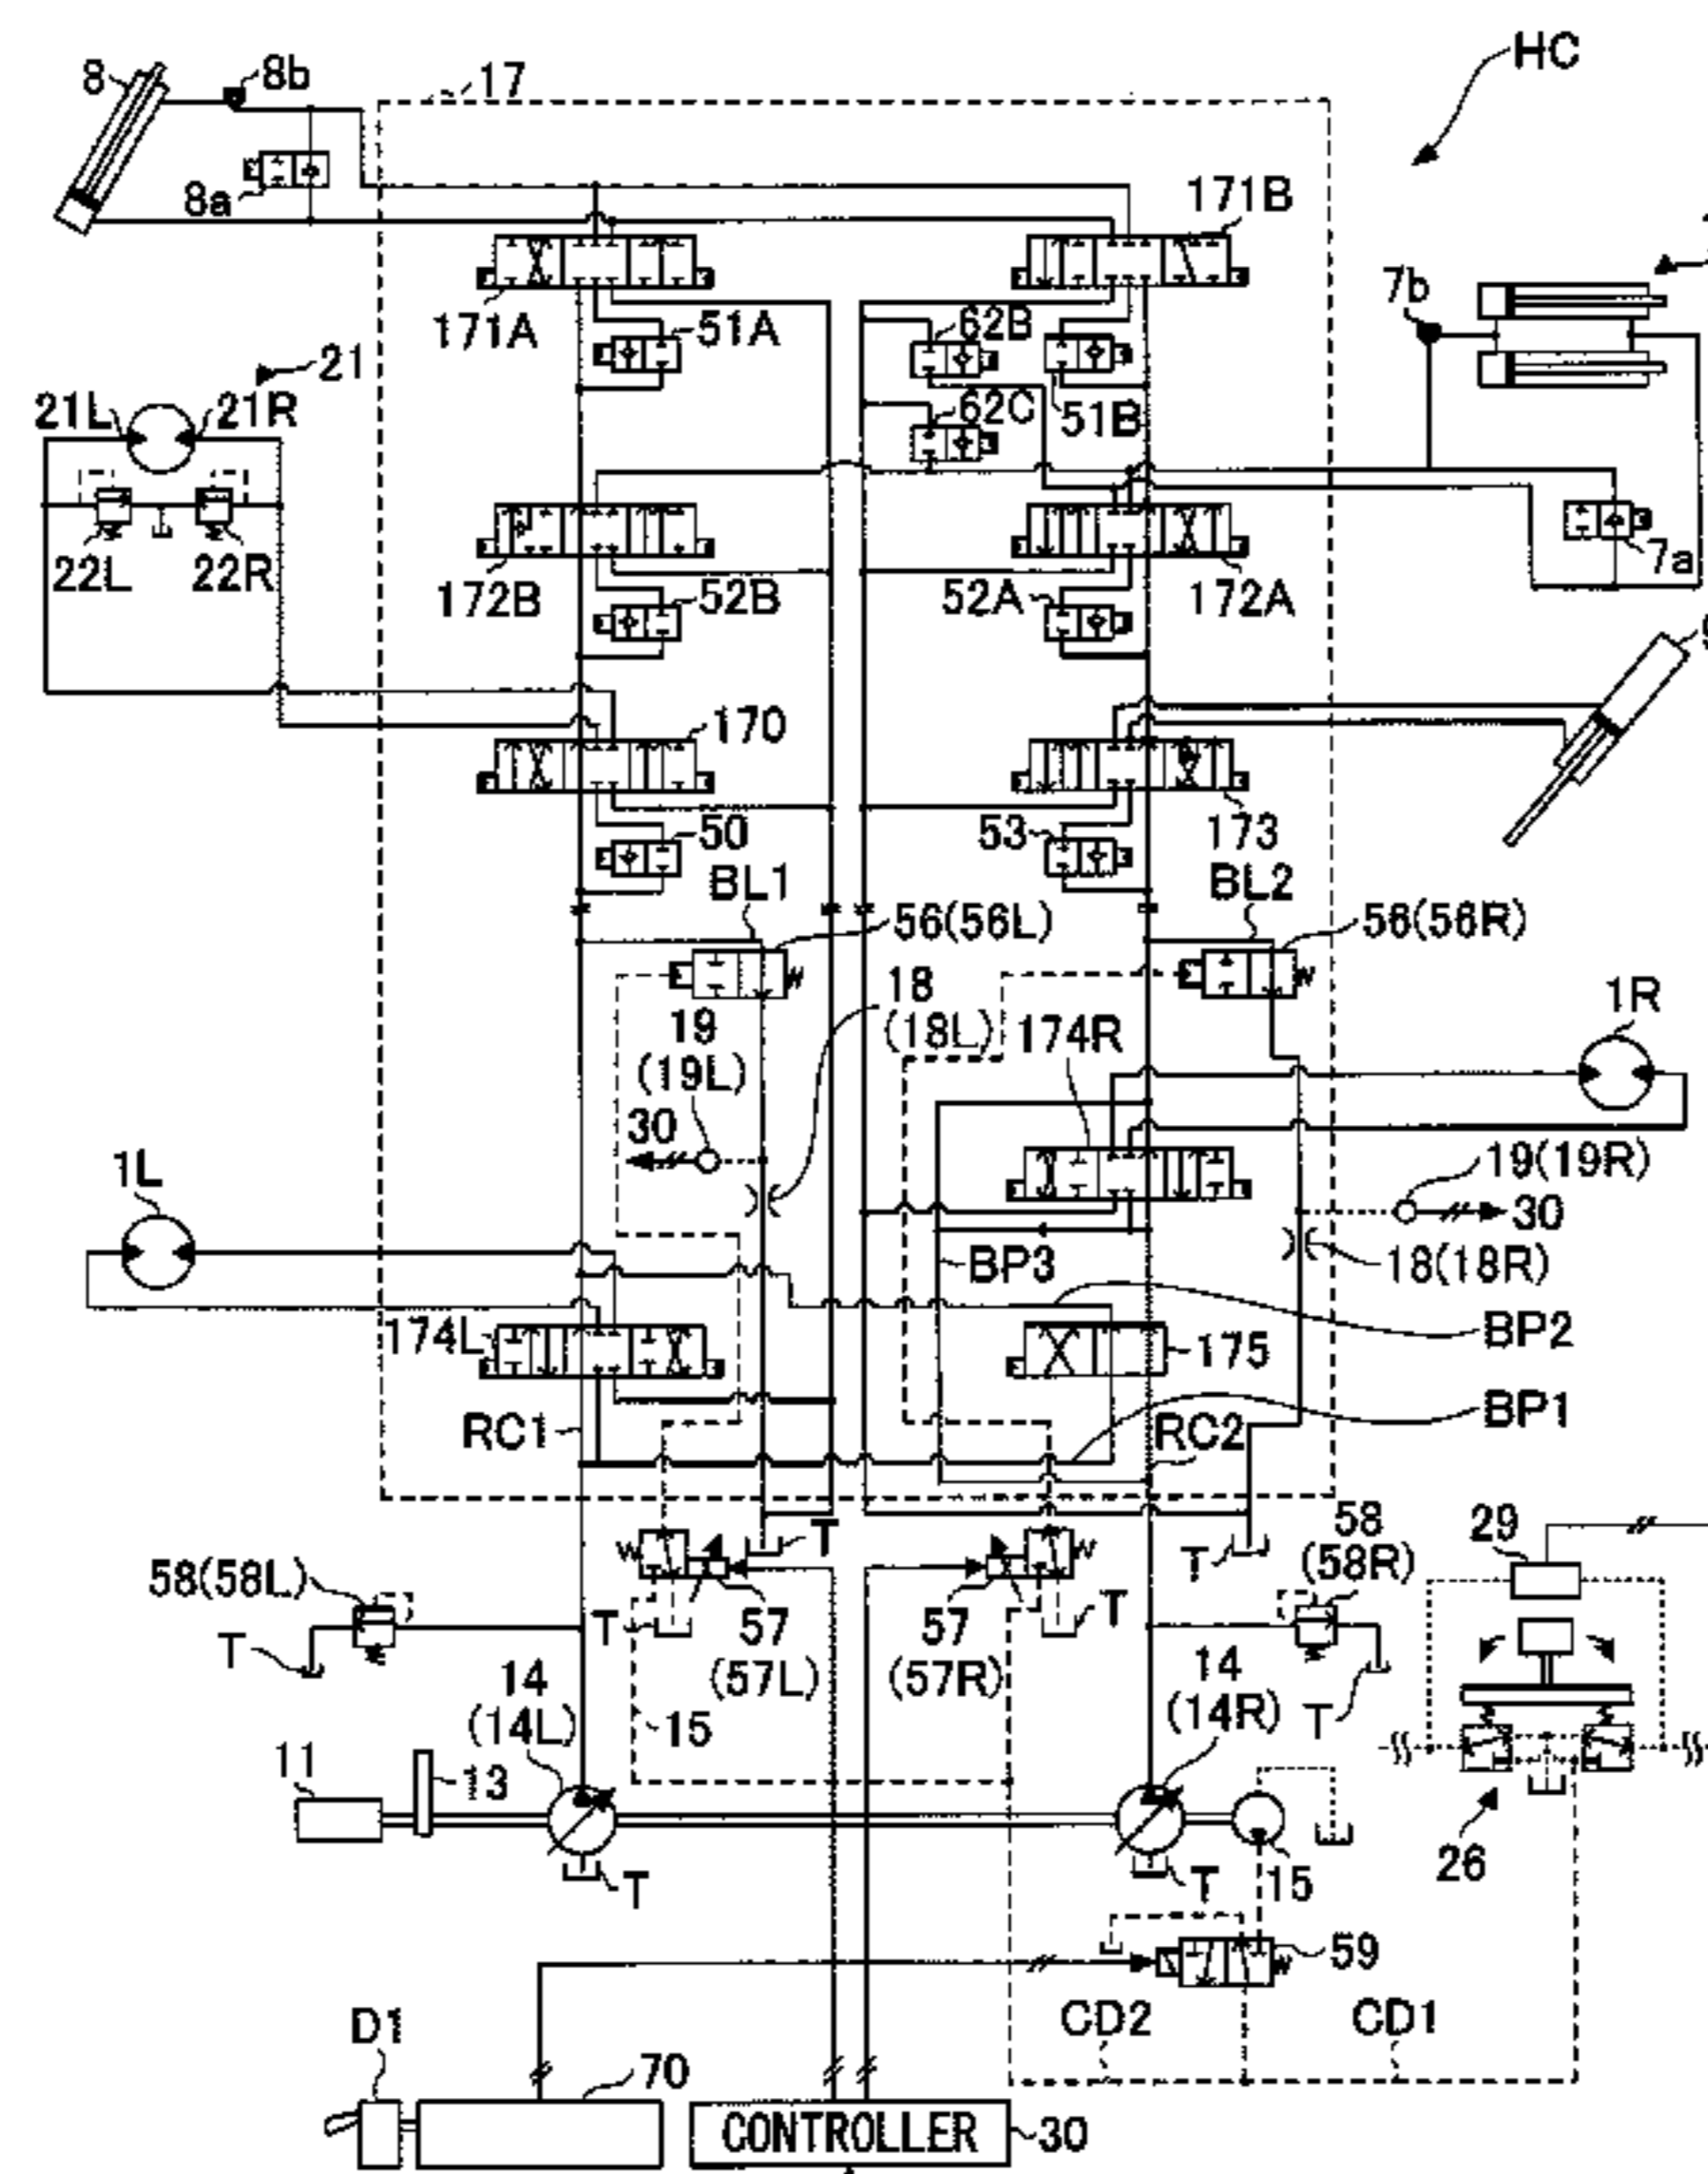 HC
8
8b
17
8a
171B
171A
51A
62B
7b
21
62C
51B
21L
21R
22L
22R
172B
52B
52A
172A
7a
170
50
53
173
BL1
BL2
56(56L)
56(56R)
18
(18L)
19
(19L)
174R
1R
30
19(19R)
30
1L
BP3
18(18R)
174L
175
BP2
RC1
RC2
BP1
T
T
58
(58R)
29
58(58L)
T
57
(57L)
57
(57R)
T
T
14
(14L)
15
14
(14R)
T
11
13
T
T
15
26
59
CD2
CD1
D1
70
CONTROLLER
30